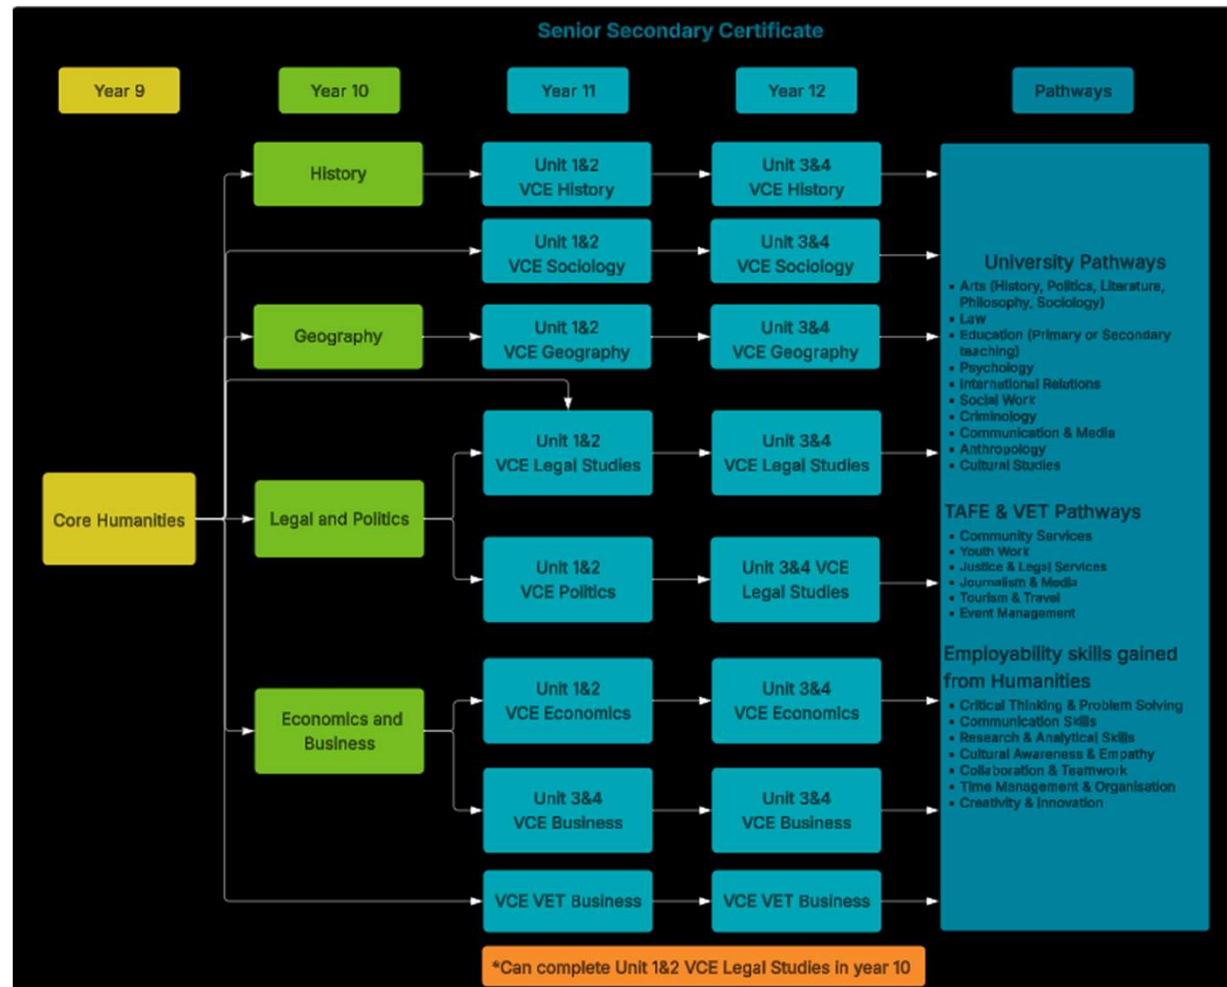 Senior Secondary Certificate
Year 9
Year 10
Year 11
Year 12
Pathways
History
Unit 1&2
VCE History
Unit 3&4
VCE History
Unit 1&2
VCE Sociology
Unit 3&4
VCE Sociology
Geography
Unit 1&2
VCE Geography
Unit 3&4
VCE Geography
Unit 1&2
VCE Legal Studies
Unit 3&4
VCE Legal Studies
Core Humanities
Legal and Politics
Unit 1&2
VCE Politics
Unit 3&4 VCE
Legal Studies
Economics and
Business
Unit 1&2
VCE Economics
Unit 3&4
VCE Economics
Unit 3&4
VCE Business
Unit 3&4
VCE Business
VCE VET Business
VCE VET Business
University Pathways
• Arts (History, Politics, Literature,
Philosophy, Sociology)
• Law
• Education (Primary or Secondary
teaching)
• Psychology
• International Relations
• Social Work
• Criminology
• Communication & Media
• Anthropology
• Cultural Studies
TAFE & VET Pathways
• Community Services
• Youth Work
• Justice & Legal Services
• Journalism & Media
• Tourism & Travel
• Event Management
Employability skills gained
from Humanities
• Critical Thinking & Problem Solving
• Communication Skills
• Research & Analytical Skills
• Cultural Awareness & Empathy
• Collaboration & Teamwork
• Time Management & Organisation
• Creativity & Innovation
*Can complete Unit 1&2 VCE Legal Studies in year 10